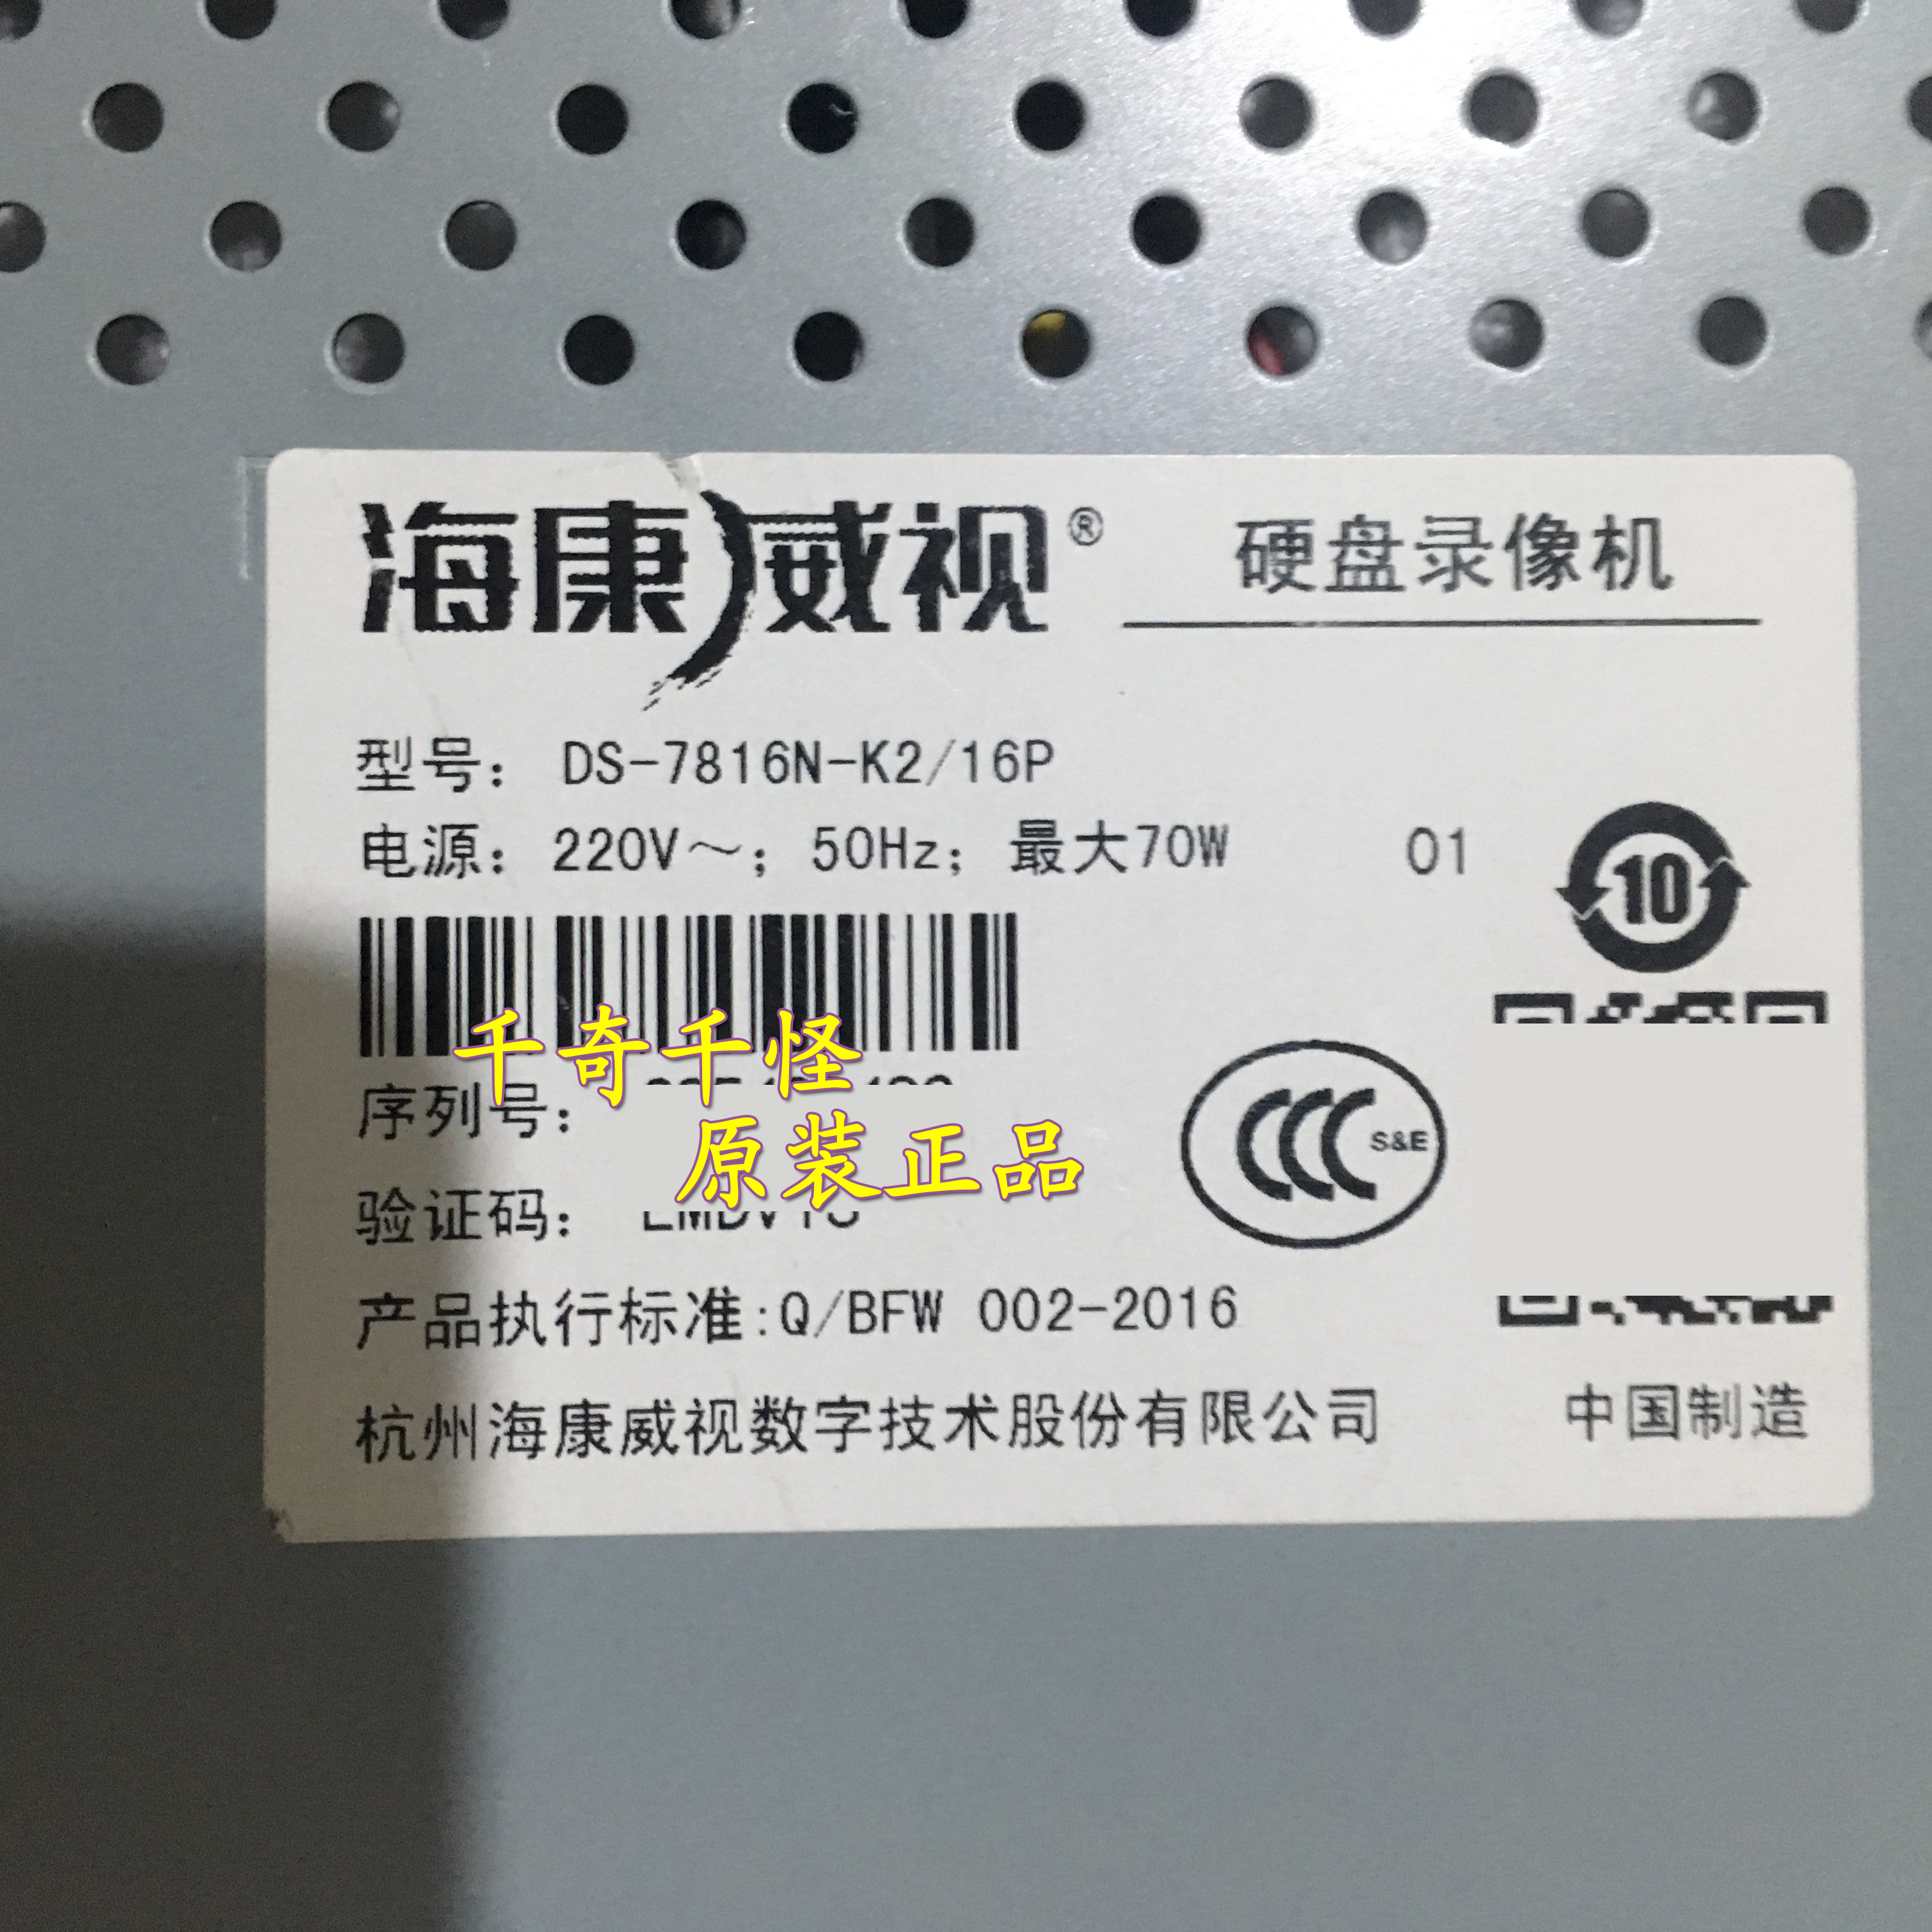 海康威视® 硬盘录像机
型号: DS-7816N-K2/16P
电源: 220V～; 50Hz; 最大70W 01
10
千奇千怪
序列号:
原装正品
CCC S&E
验证码:
产品执行标准:Q/BFW 002-2016
杭州海康威视数字技术股份有限公司 中国制造